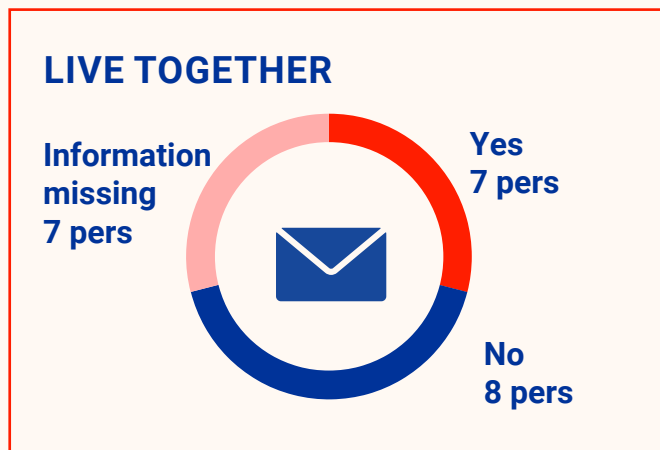 LIVE TOGETHER
Information
missing
7 pers
Yes
7 pers
No
8 pers